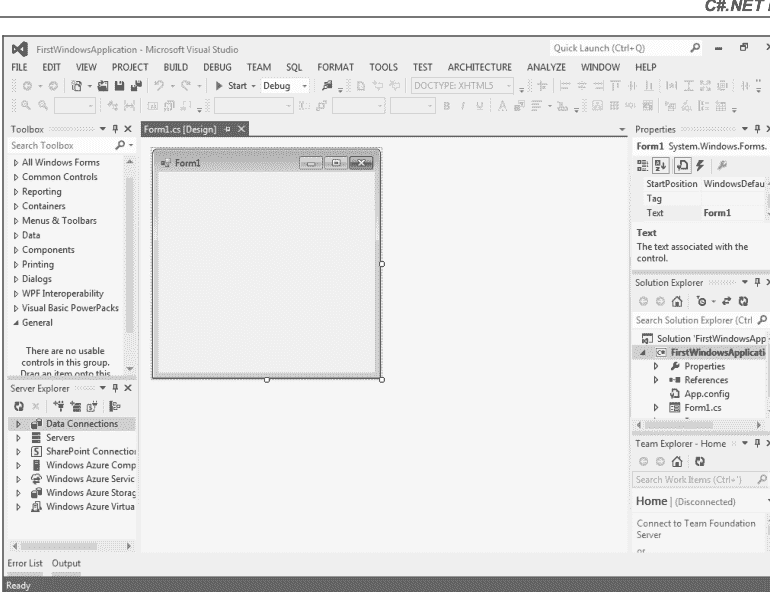 C#.NET
FirstWindowsApplication - Microsoft Visual Studio
Quick Launch (Ctrl+Q)
FILE EDIT VIEW PROJECT BUILD DEBUG TEAM SQL FORMAT TOOLS TEST ARCHITECTURE ANALYZE WINDOW HELP
Start Debug DOCTYPE: XHTML5
B I U A
Toolbox
Search Toolbox
All Windows Forms
Common Controls
Reporting
Containers
Menus & Toolbars
Data
Components
Printing
Dialogs
WPF Interoperability
Visual Basic PowerPacks
General
There are no usable
controls in this group.
Drag an item onto this
Server Explorer
Data Connections
Servers
SharePoint Connection
Windows Azure Comp
Windows Azure Servic
Windows Azure Storag
Windows Azure Virtua
Form1.cs [Design]
Form1
Properties
Form1 System.Windows.Forms.
StartPosition WindowsDefau
Tag
Text Form1
Text
The text associated with the
control.
Solution Explorer
Search Solution Explorer (Ctrl
Solution 'FirstWindowsApp
FirstWindowsApplicati
Properties
References
App.config
Form1.cs
Team Explorer - Home
Search Work Items (Ctrl+')
Home | (Disconnected)
Connect to Team Foundation
Server
or
Error List Output
Ready